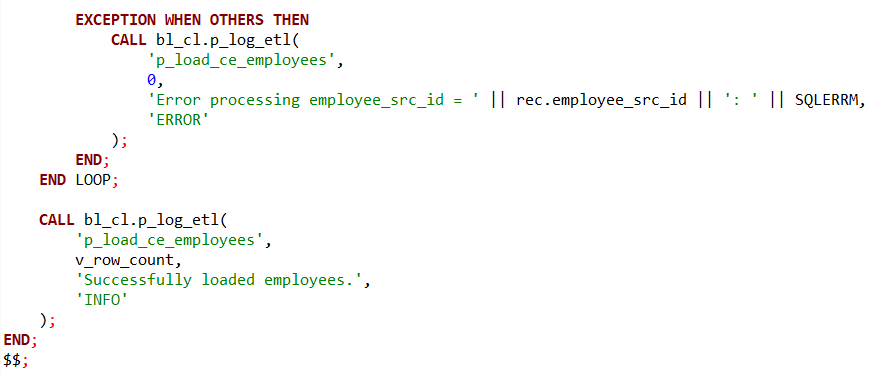 EXCEPTION WHEN OTHERS THEN
            CALL bl_cl.p_log_etl(
                'p_load_ce_employees',
                0,
                'Error processing employee_src_id = ' || rec.employee_src_id || ': ' || SQLERRM,
                'ERROR'
            );
        END;
    END LOOP;

    CALL bl_cl.p_log_etl(
        'p_load_ce_employees',
        v_row_count,
        'Successfully loaded employees.',
        'INFO'
    );
END;
$$;